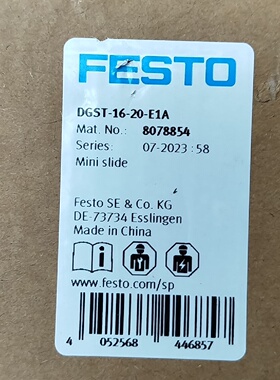 FESTO
DGST-16-20-E1A
Mat. No.: 8078854
Series: 07-2023 : 58
Mini slide
Festo SE & Co. KG
DE-73734 Esslingen
Made in China
www.festo.com/sp
4 052568 446857